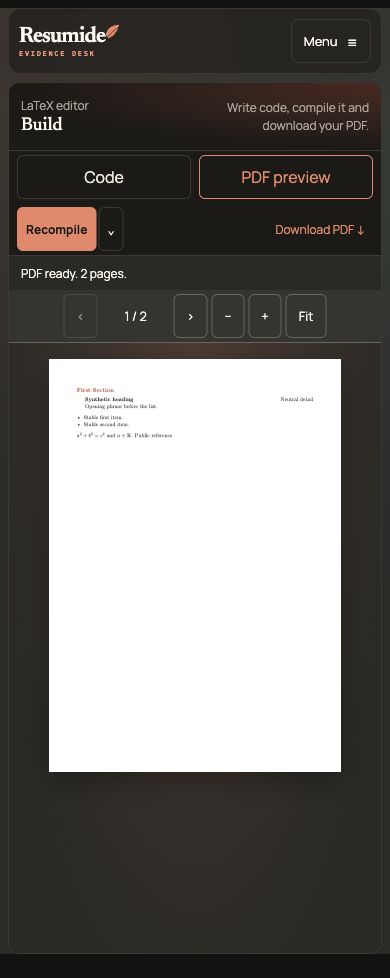 Resumide
EVIDENCE DESK
Menu ≡
LaTeX editor
Build
Write code, compile it and
download your PDF.
Code
PDF preview
Recompile
Download PDF ↓
PDF ready. 2 pages.
‹ 1 / 2 › − + Fit
First Section
Synthetic heading Neutral detail
Opening phrase before the list.
• Stable first item.
• Stable second item.
a² + b² = c² and α ∈ ℝ. Public reference